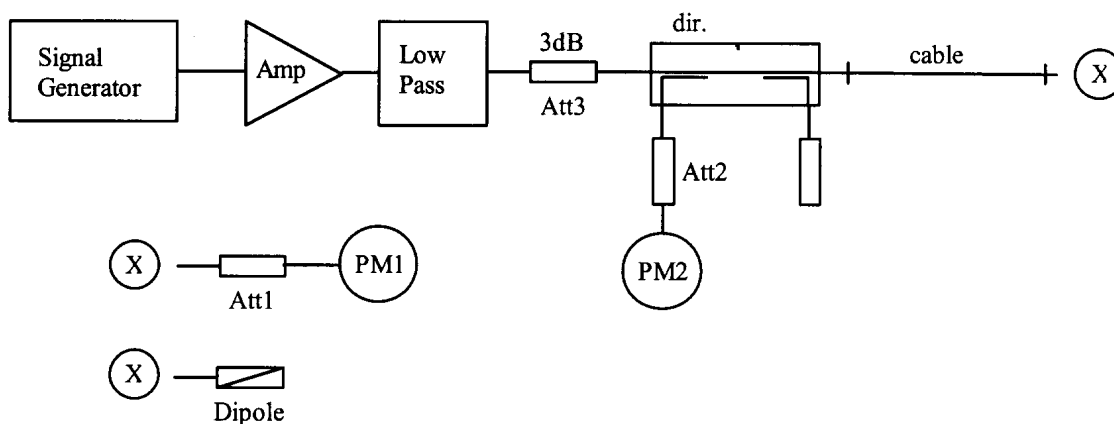 dir.
Signal
Generator
Amp
Low
Pass
3dB
Att3
cable
X
Att2
X
Att1
PM1
PM2
X
Dipole